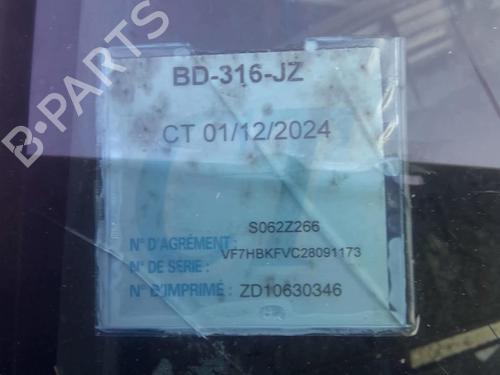 BD-316-JZ
CT 01/12/2024
S062Z266
N° D'AGRÉMENT :
VF7HBKFVC28091173
N° DE SERIE :
N° D'IMPRIMÉ : ZD10630346
B-PARTS